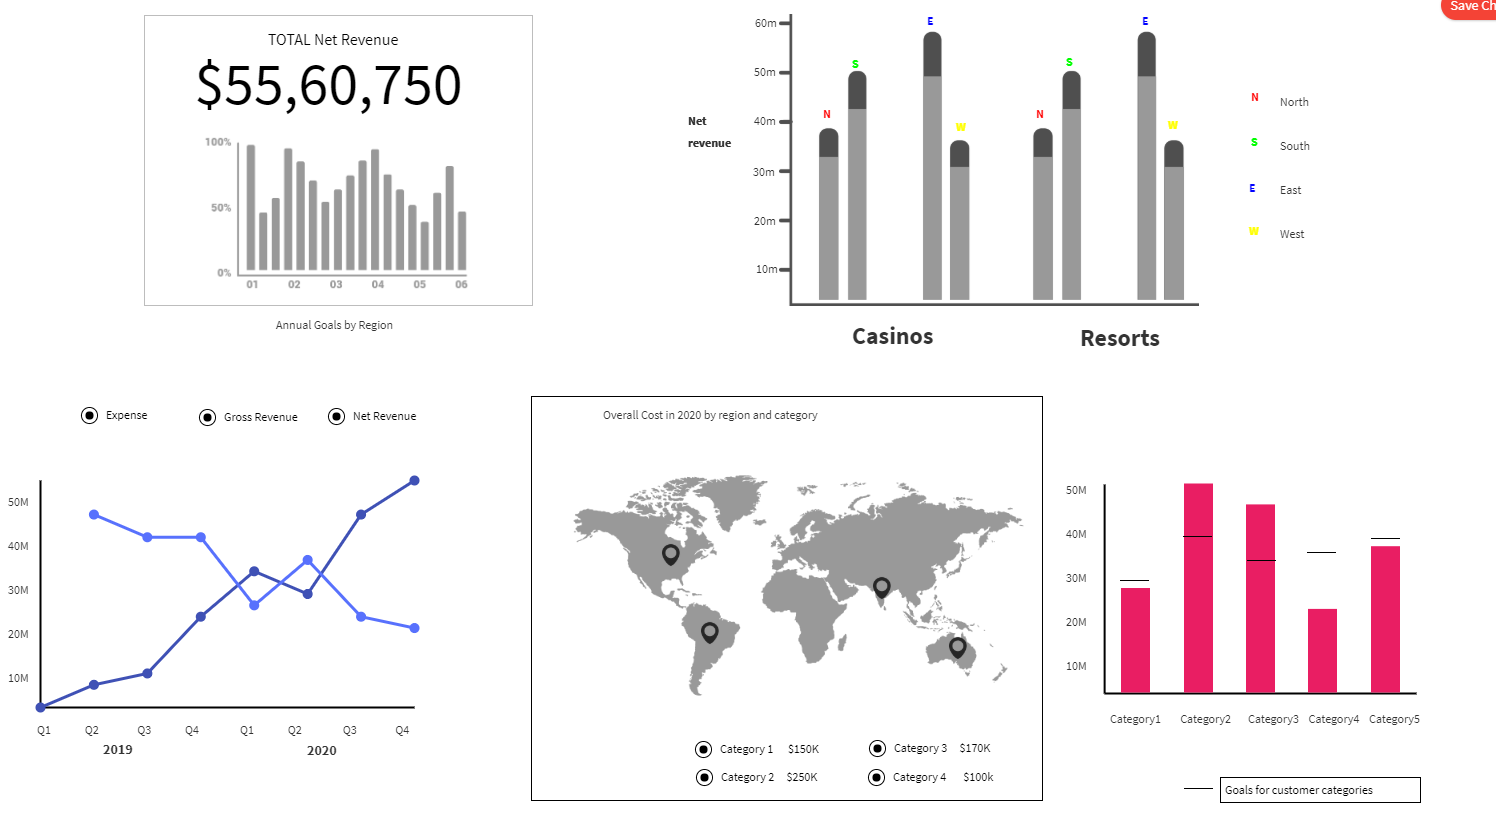 Save Ch
TOTAL Net Revenue
$55,60,750
100%
50%
0%
01 02 03 04 05 06
Annual Goals by Region
Net
revenue
60m
50m
40m
30m
20m
10m
N
S
E
W
N
S
E
W
Casinos
Resorts
N North
S South
E East
W West
Expense
Gross Revenue
Net Revenue
50M
40M
30M
20M
10M
Q1 Q2 Q3 Q4 Q1 Q2 Q3 Q4
2019 2020
Overall Cost in 2020 by region and category
Category 1 $150K
Category 3 $170K
Category 2 $250K
Category 4 $100k
50M
40M
30M
20M
10M
Category1 Category2 Category3 Category4 Category5
Goals for customer categories